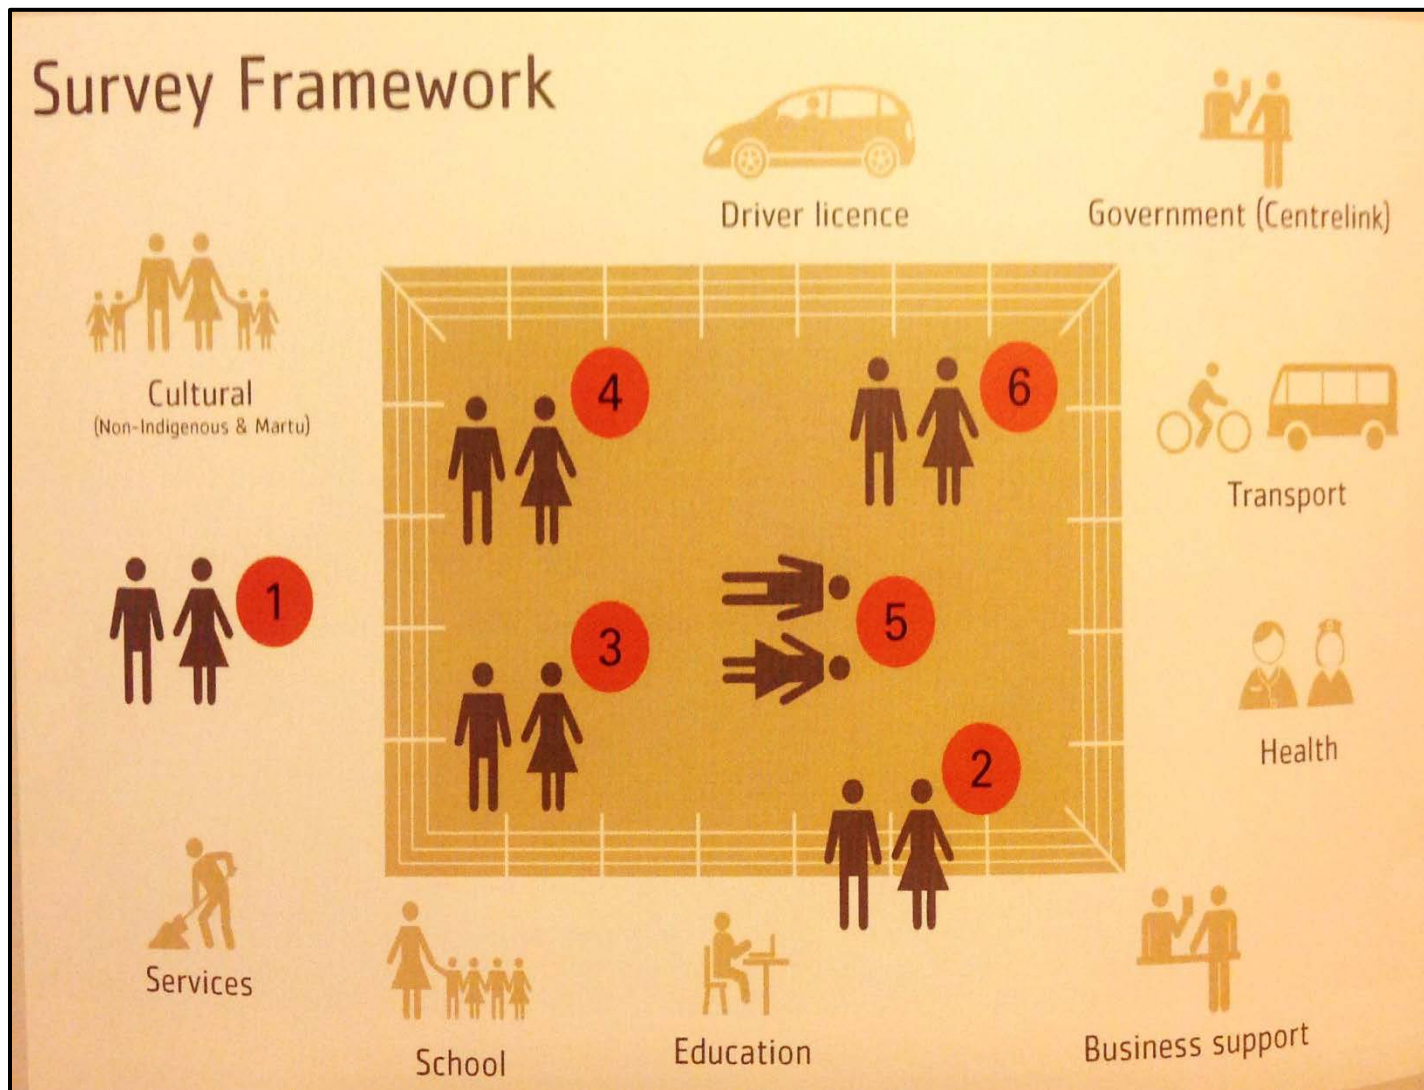 Survey Framework
Driver licence
Government (Centrelink)
Cultural
(Non-Indigenous & Martu)
4
6
Transport
1
3
5
2
Health
Services
School
Education
Business support